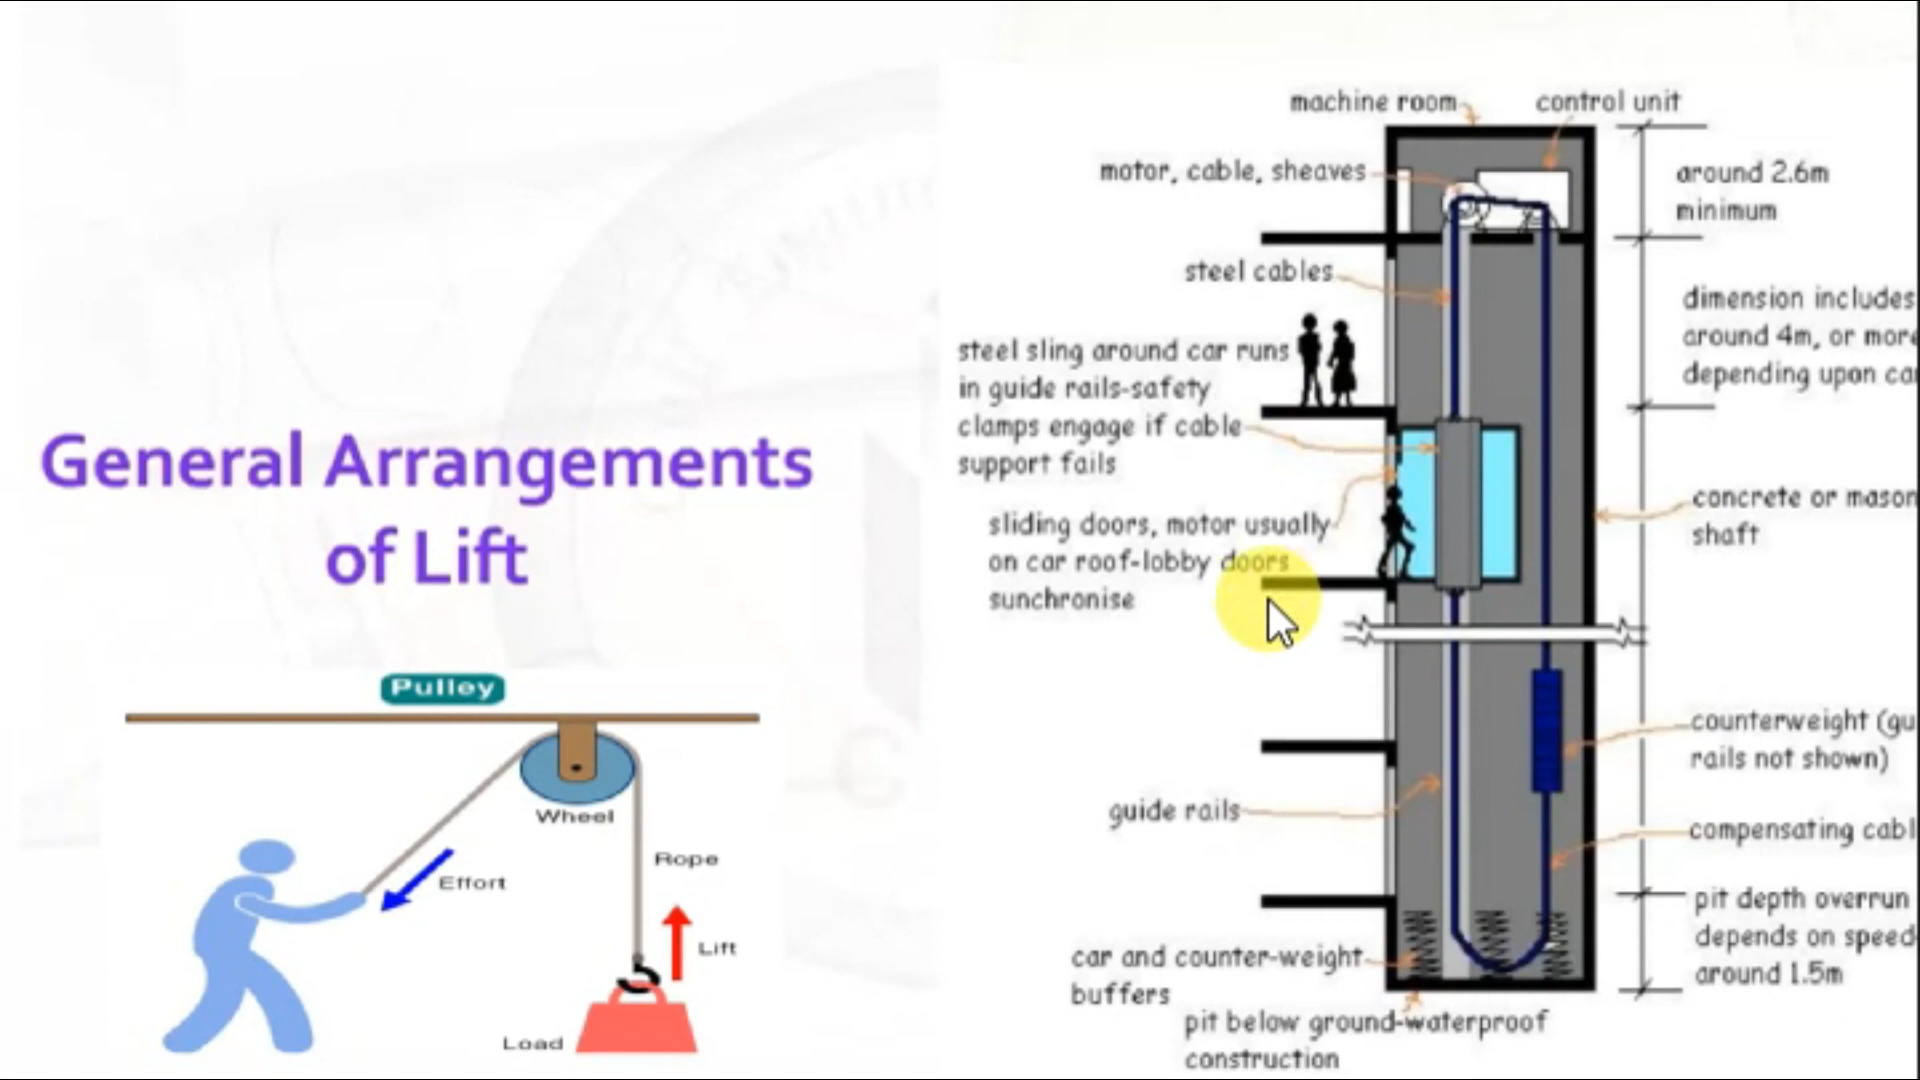 General Arrangements
of Lift
Pulley
Wheel
Effort
Rope
Lift
Load
machine room
control unit
motor, cable, sheaves
around 2.6m
minimum
steel cables
dimension includes
around 4m, or more
depending upon
steel sling around car runs
in guide rails-safety
clamps engage if cable
support fails
sliding doors, motor usually
on car roof-lobby doors
sunchronise
concrete or mason
shaft
counterweight (gu
rails not shown)
guide rails
compensating cabl
pit depth overrun
depends on speed
around 1.5m
car and counter-weight
buffers
pit below ground-waterproof
construction